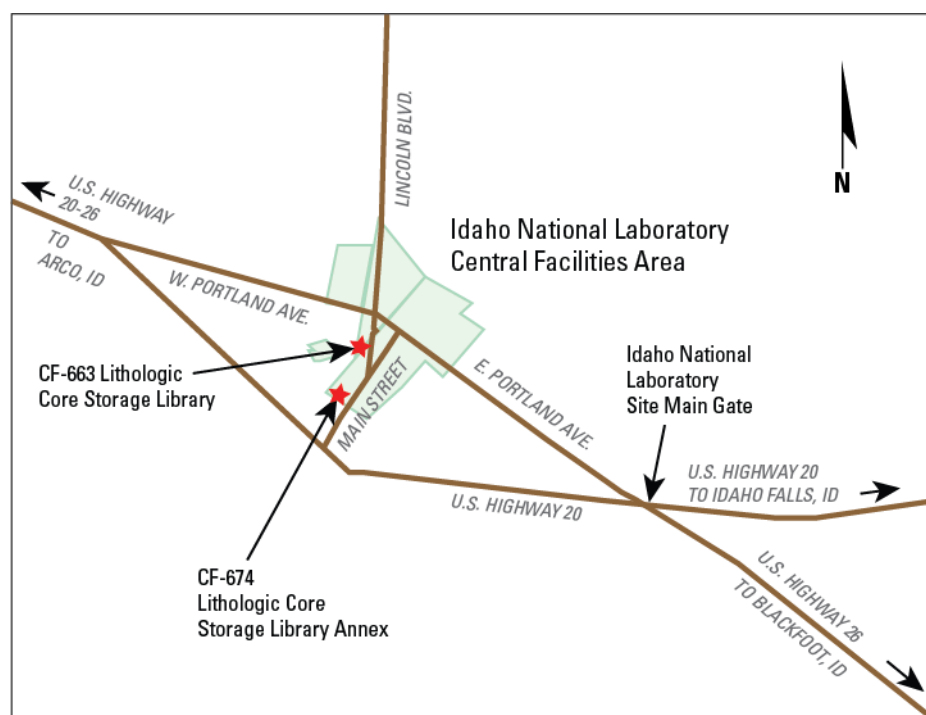 LINCOLN BLVD.
N
U.S. HIGHWAY
20-26
TO
ARCO, ID
Idaho National Laboratory
Central Facilities Area
W. PORTLAND AVE.
CF-663 Lithologic
Core Storage Library
MAIN STREET
E. PORTLAND AVE.
Idaho National
Laboratory
Site Main Gate
U.S. HIGHWAY 20
TO IDAHO FALLS, ID
U.S. HIGHWAY 20
CF-674
Lithologic Core
Storage Library Annex
U.S. HIGHWAY 26
TO BLACKFOOT, ID